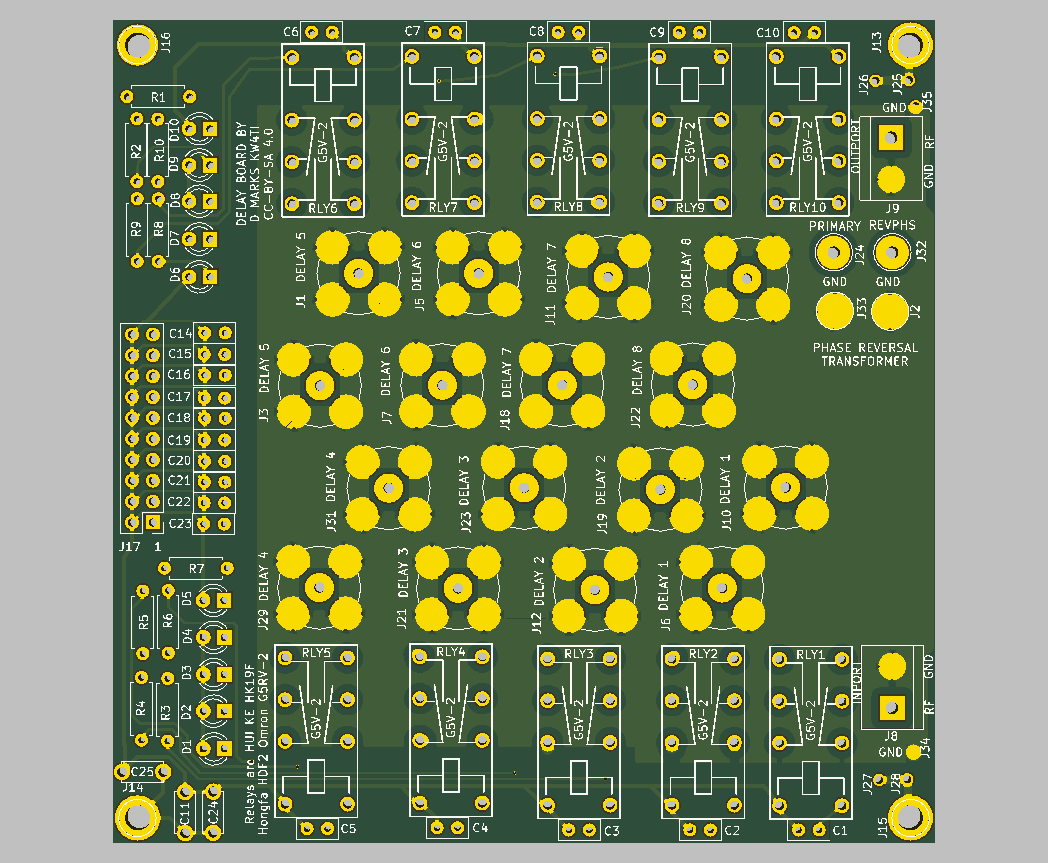 C6
C7
C8
C9
C10
J16
J13
J26
J25
J35
GND
R1
R2
R10
D10
D9
D8
R9
R8
D7
D6
DELAY BOARD BY
D MARKS KW4TI
CC-BY-SA 4.0
G5V-2
G5V-2
G5V-2
G5V-2
G5V-2
RLY6
RLY7
RLY8
RLY9
RLY10
OUTPORT
RF
GND
J9
PRIMARY
REVPHS
J24
J32
GND
GND
J33
J2
PHASE REVERSAL
TRANSFORMER
J1 DELAY 5
J5 DELAY 6
J11 DELAY 7
J20 DELAY 8
C14
C15
C16
C17
C18
C19
C20
C21
C22
C23
J17 1
J3 DELAY 5
J7 DELAY 6
J18 DELAY 7
J22 DELAY 8
J31 DELAY 4
J23 DELAY 3
J19 DELAY 2
J10 DELAY 1
J29 DELAY 4
J21 DELAY 3
J12 DELAY 2
J6 DELAY 1
R7
D5
R5
R6
D4
D3
R4
R3
D2
D1
C25
J14
C11
C24
Relays are HUI KE HK19F
Hongfa HDF2 Omron G5RV-2
RLY5
RLY4
RLY3
RLY2
RLY1
G5V-2
G5V-2
G5V-2
G5V-2
G5V-2
INPORT
GND
RF
J8
GND
J34
J27
J28
J15
C5
C4
C3
C2
C1